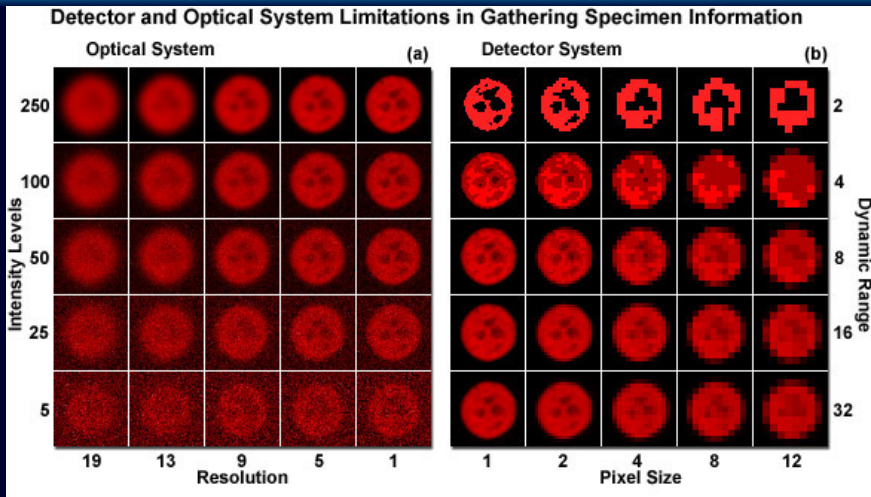 Detector and Optical System Limitations in Gathering Specimen Information
Optical System (a)
Detector System (b)
Intensity Levels
250
100
50
25
5
19 13 9 5 1
Resolution
2
4
8
16
32
Dynamic Range
1 2 4 8 12
Pixel Size